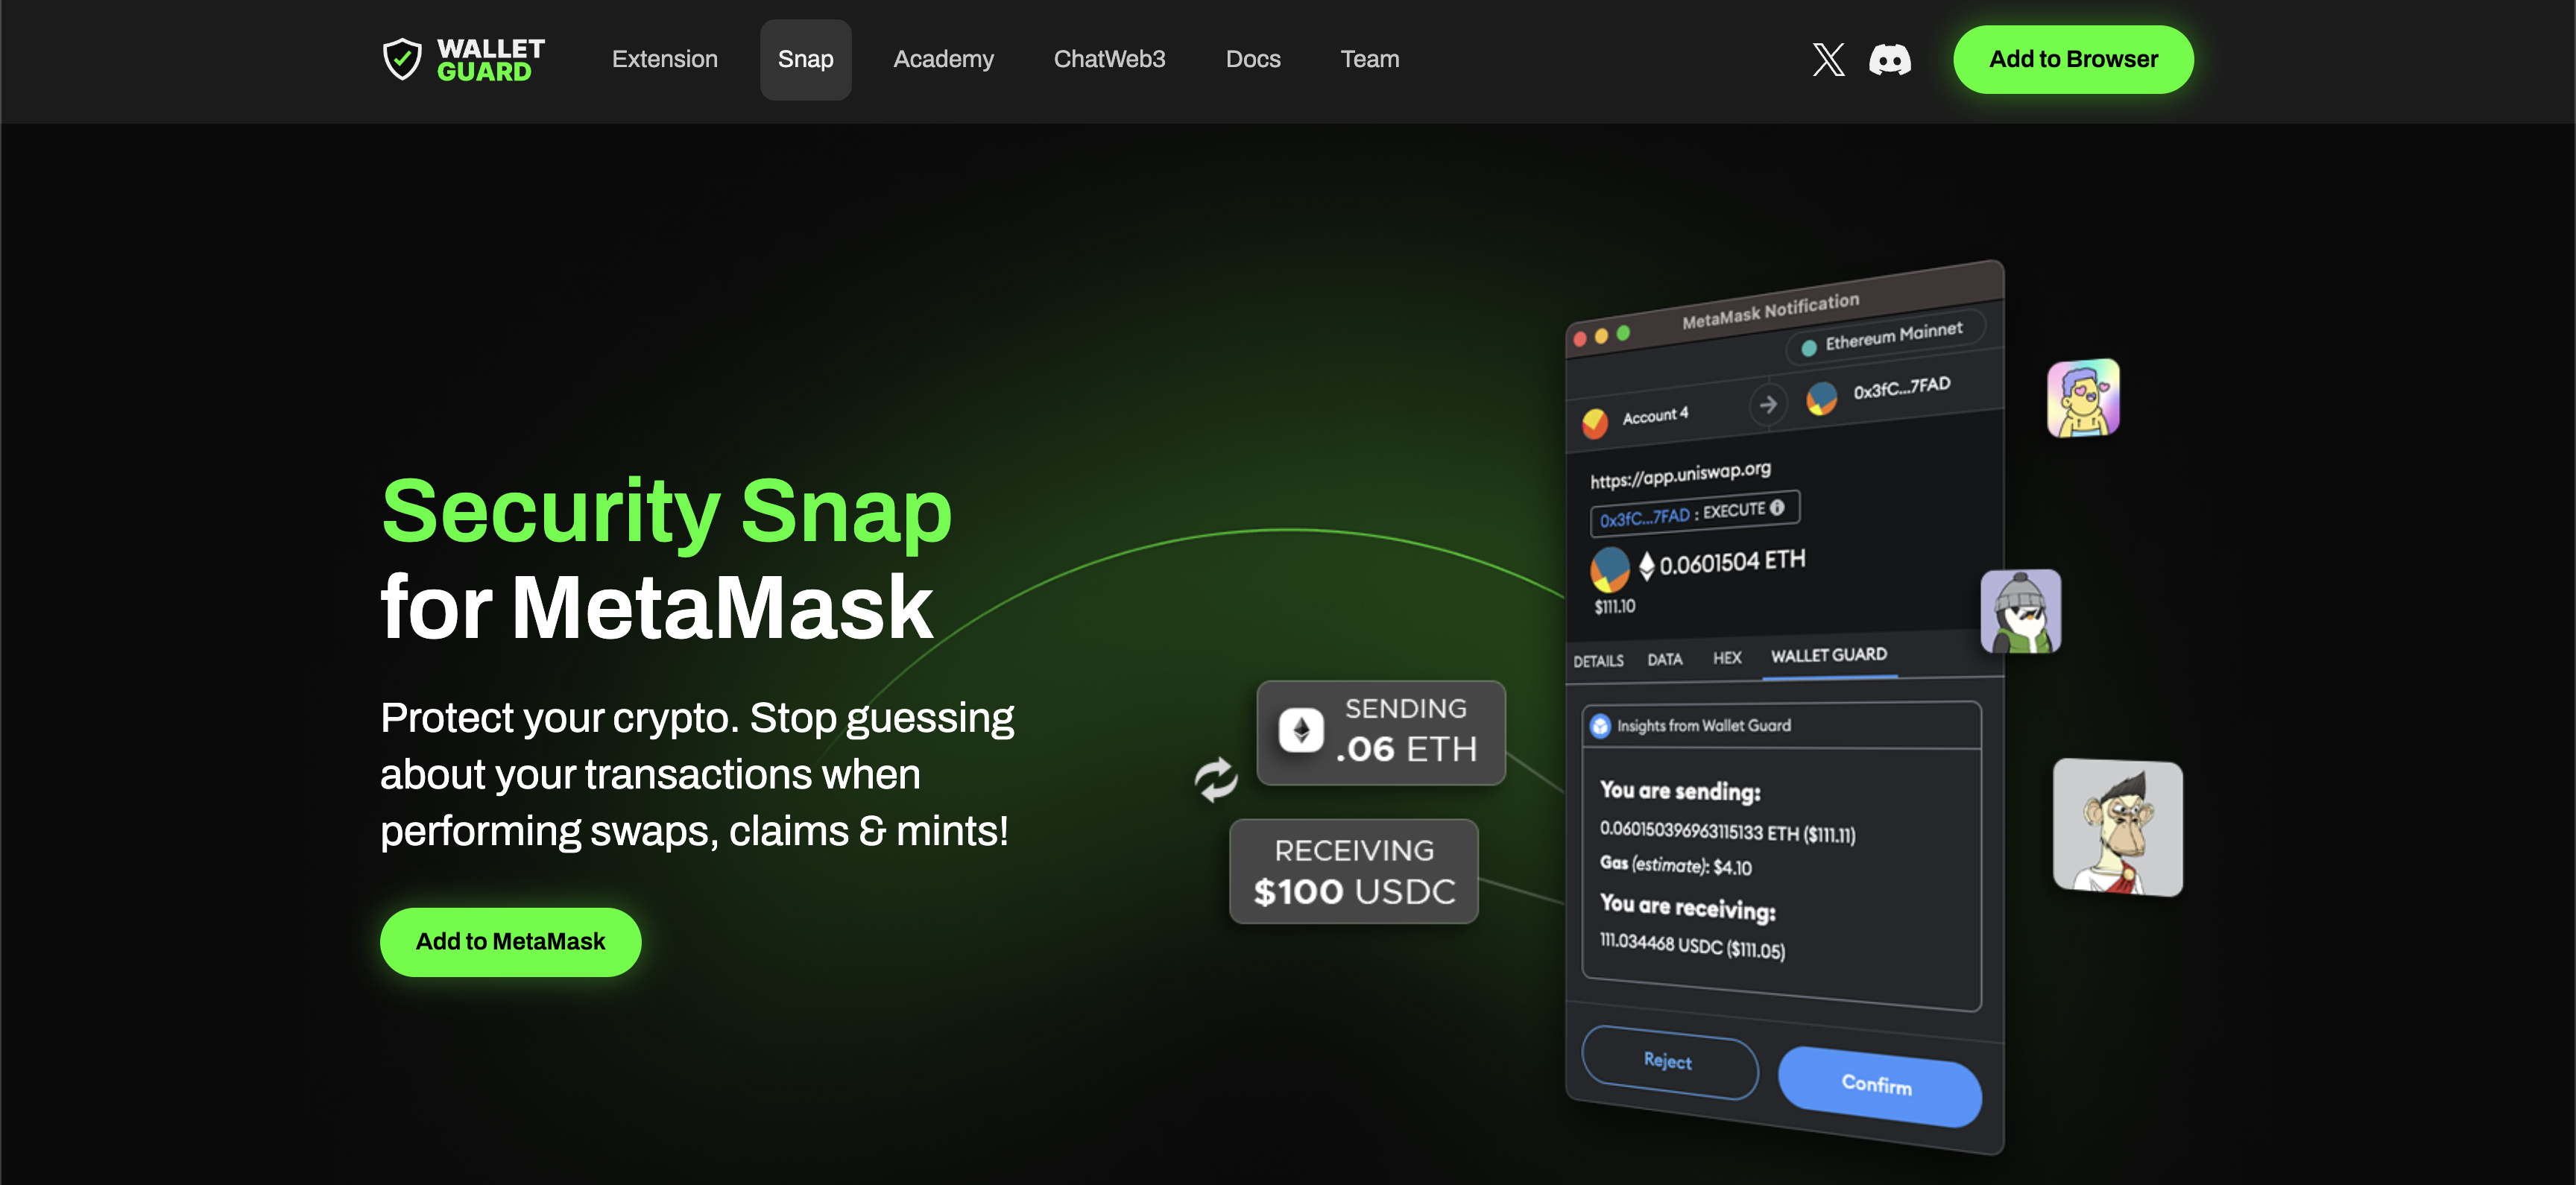 WALLET
GUARD
Extension
Snap
Academy
ChatWeb3
Docs
Team
Add to Browser
Security Snap
for MetaMask
Protect your crypto. Stop guessing
about your transactions when
performing swaps, claims & mints!
Add to MetaMask
SENDING
.06 ETH
RECEIVING
$100 USDC
MetaMask Notification
Ethereum Mainnet
Account 4
0x3fC...7FAD
https://app.uniswap.org
0x3fC...7FAD : EXECUTE
0.0601504 ETH
$111.10
DETAILS
DATA
HEX
WALLET GUARD
Insights from Wallet Guard
You are sending:
0.060150396963115133 ETH ($111.11)
Gas (estimate): $4.10
You are receiving:
111.034468 USDC ($111.05)
Reject
Confirm